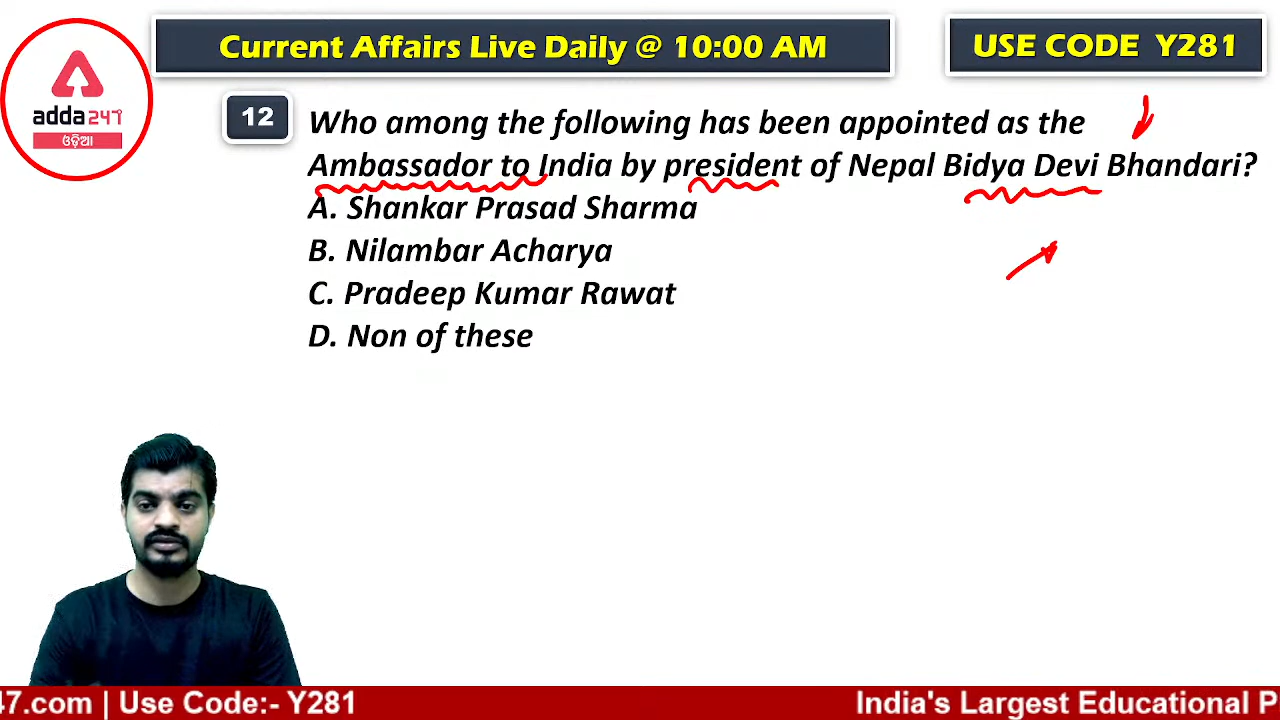 Current Affairs Live Daily @ 10:00 AM
USE CODE Y281
adda247
ଓଡ଼ିଆ
12
Who among the following has been appointed as the
Ambassador to India by president of Nepal Bidya Devi Bhandari?
A. Shankar Prasad Sharma
B. Nilambar Acharya
C. Pradeep Kumar Rawat
D. Non of these
47.com | Use Code:- Y281
India's Largest Educational P